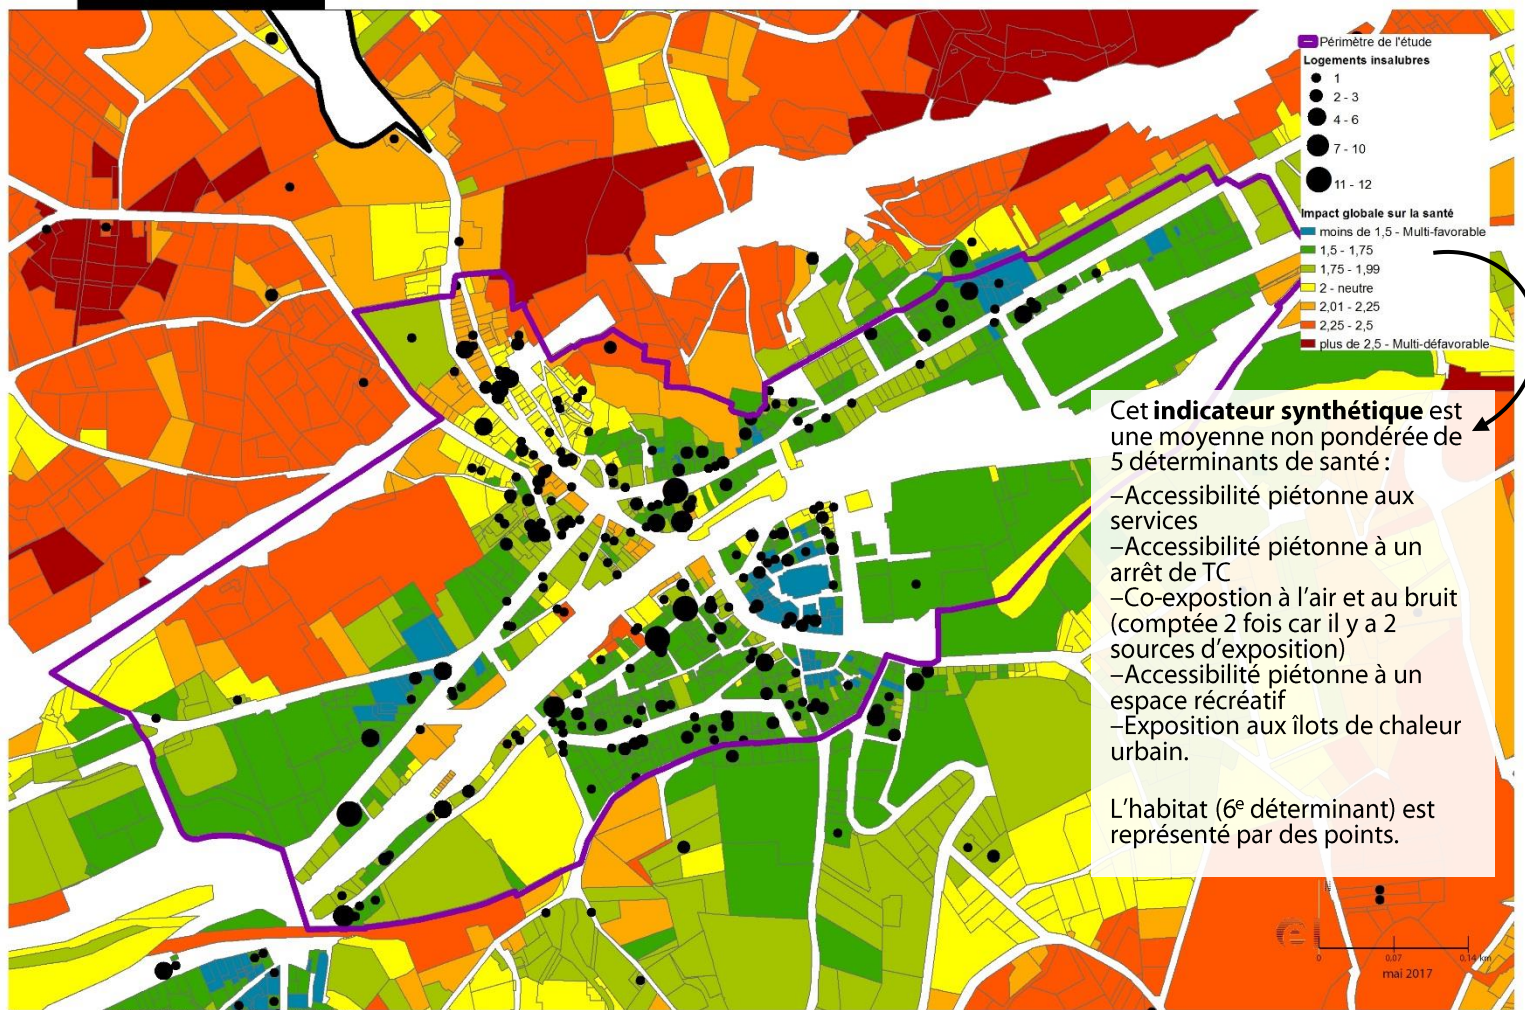 Périmètre de l'étude
Logements insalubres
1
2 - 3
4 - 6
7 - 10
11 - 12
Impact globale sur la santé
moins de 1,5 - Multi-favorable
1,5 - 1,75
1,75 - 1,99
2 - neutre
2,01 - 2,25
2,25 - 2,5
plus de 2,5 - Multi-défavorable
Cet indicateur synthétique est
une moyenne non pondérée de
5 déterminants de santé :
–Accessibilité piétonne aux
services
–Accessibilité piétonne à un
arrêt de TC
–Co-expostion à l'air et au bruit
(comptée 2 fois car il y a 2
sources d'exposition)
–Accessibilité piétonne à un
espace récréatif
–Exposition aux îlots de chaleur
urbain.
L'habitat (6e déterminant) est
représenté par des points.
0 0,07 0,14 km
mai 2017